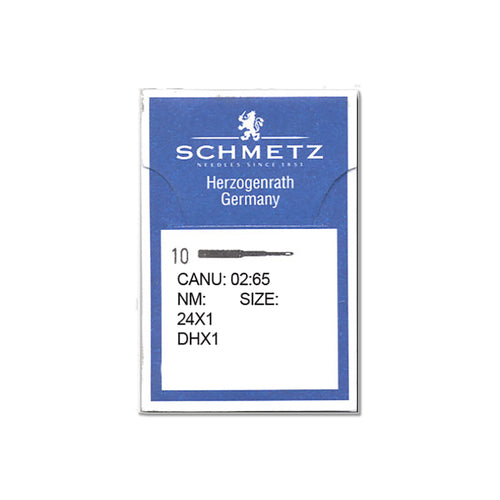 SCHMETZ
NEEDLES SINCE 1851
Herzogenrath
Germany
10
CANU: 02:65
NM: SIZE:
24X1
DHX1